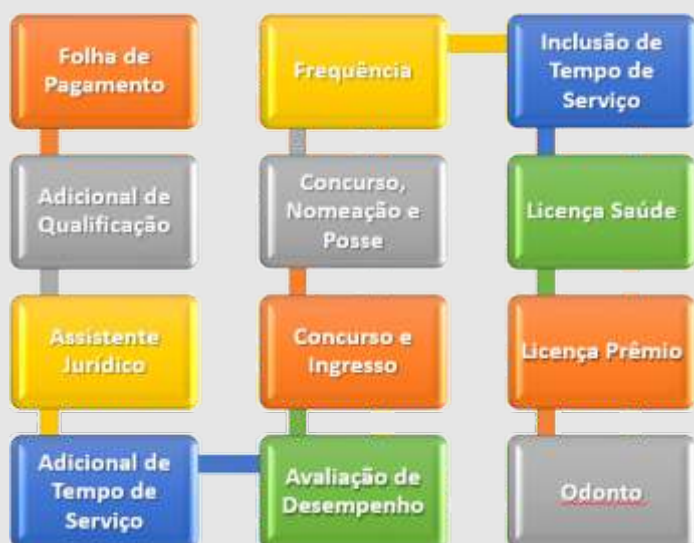 Folha de
Pagamento
Adicional de
Qualificação
Assistente
Jurídico
Adicional de
Tempo de
Serviço
Avaliação de
Desempenho
Concurso e
Ingresso
Concurso,
Nomeação e
Posse
Frequência
Inclusão de
Tempo de
Serviço
Licença Saúde
Licença Prêmio
Odonto